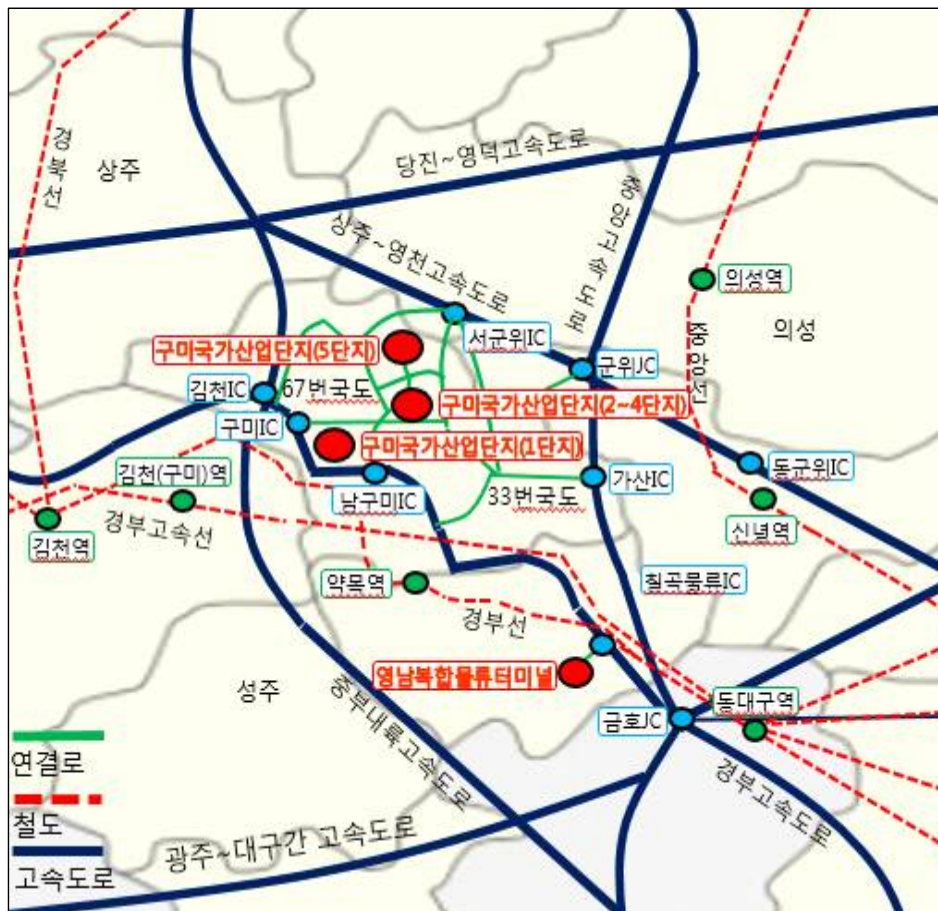 경북선
상주
당진~영덕고속도로
중앙고속도로
상주~영천고속도로
의성역
의성
중앙선
서군위IC
구미국가산업단지(5단지)
군위JC
김천IC
67번국도
구미국가산업단지(2~4단지)
구미IC
구미국가산업단지(1단지)
동군위IC
김천(구미)역
남구미IC
33번국도
가산IC
신녕역
김천역
경부고속선
약목역
칠곡물류IC
경부선
영남복합물류터미널
성주
중부내륙고속도로
금호JC
동대구역
경부고속도로
연결로
철도
고속도로
광주~대구간 고속도로